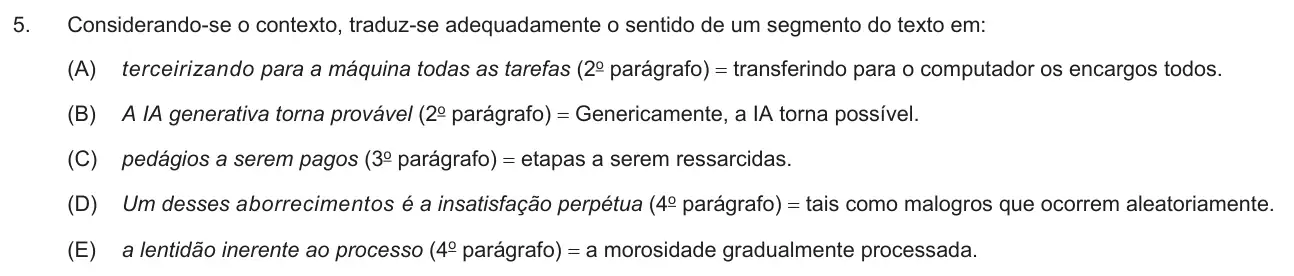 5. Considerando-se o contexto, traduz-se adequadamente o sentido de um segmento do texto em:
(A) terceirizando para a máquina todas as tarefas (2º parágrafo) = transferindo para o computador os encargos todos.
(B) A IA generativa torna provável (2º parágrafo) = Genericamente, a IA torna possível.
(C) pedágios a serem pagos (3º parágrafo) = etapas a serem ressarcidas.
(D) Um desses aborrecimentos é a insatisfação perpétua (4º parágrafo) = tais como malogros que ocorrem aleatoriamente.
(E) a lentidão inerente ao processo (4º parágrafo) = a morosidade gradualmente processada.